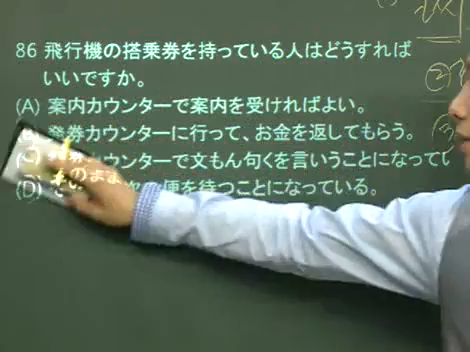 86 飛行機の搭乗券を持っている人はどうすれば
いいですか。
(A) 案内カウンターで案内を受ければよい。
発券カウンターに行って、お金を返してもらう。
カウンターで文もん句くを言いうことになってい
(D) 次 便を待つことになっている。
②